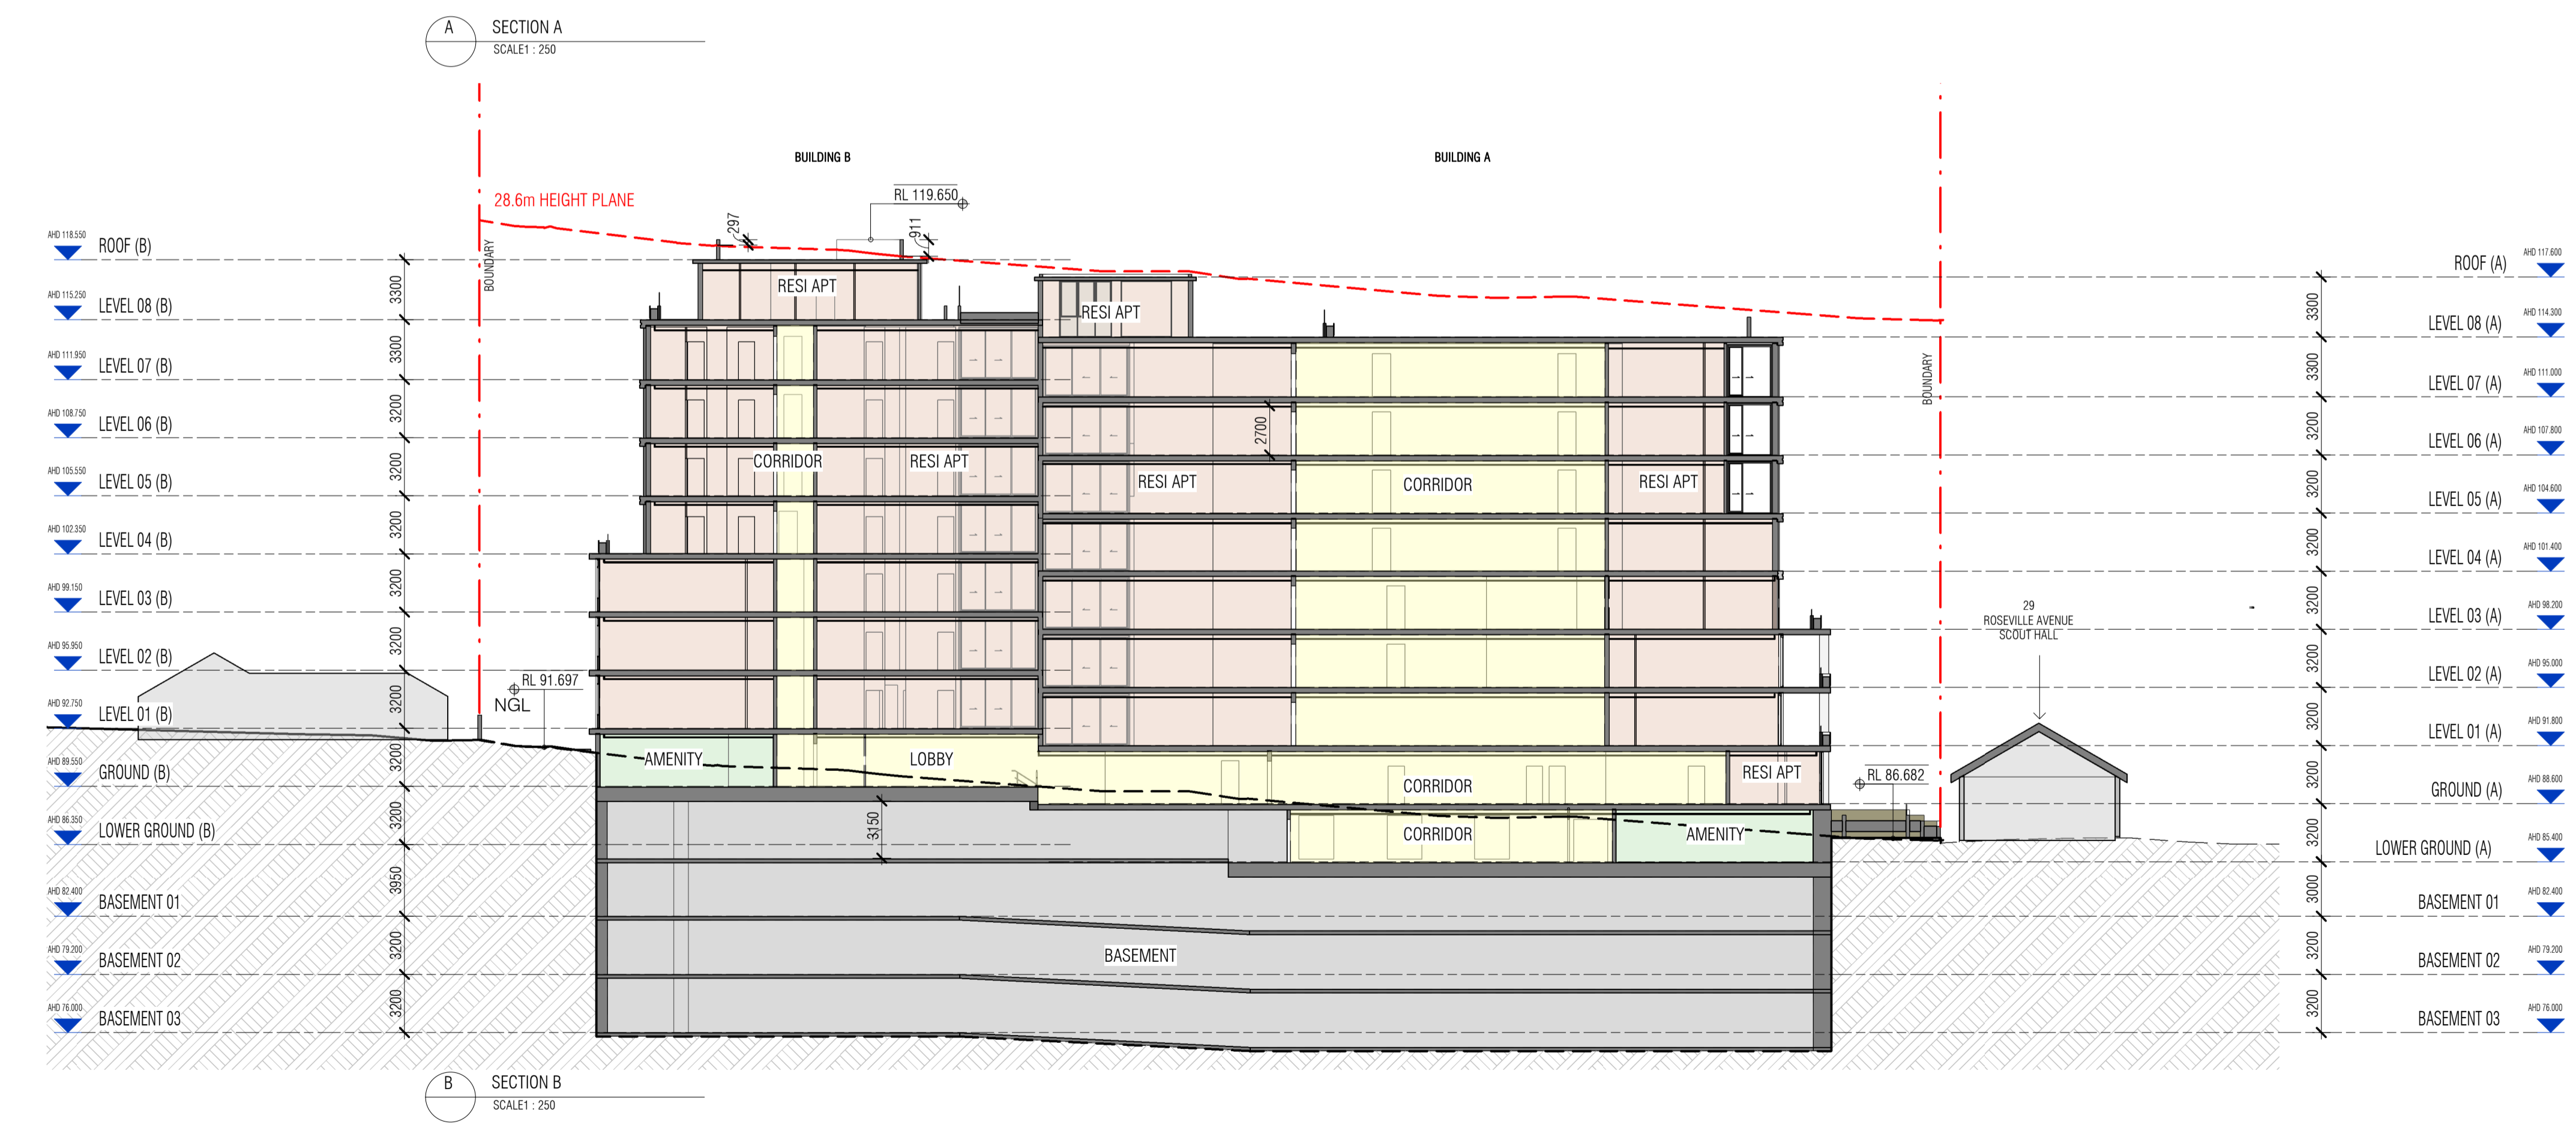 A
SECTION A
SCALE1 : 250
BUILDING B
BUILDING A
28.6m HEIGHT PLANE
RL 119.650
297
911
BOUNDARY
BOUNDARY
AHD 118.550
ROOF (B)
3300
AHD 115.250
LEVEL 08 (B)
3300
AHD 111.950
LEVEL 07 (B)
3200
AHD 108.750
LEVEL 06 (B)
3200
AHD 105.550
LEVEL 05 (B)
3200
AHD 102.350
LEVEL 04 (B)
3200
AHD 99.150
LEVEL 03 (B)
3200
AHD 95.950
LEVEL 02 (B)
3200
AHD 92.750
LEVEL 01 (B)
3200
AHD 89.550
GROUND (B)
3200
AHD 86.350
LOWER GROUND (B)
3950
AHD 82.400
BASEMENT 01
3200
AHD 79.200
BASEMENT 02
3200
AHD 76.000
BASEMENT 03
RL 91.697
NGL
RESI APT
RESI APT
CORRIDOR
RESI APT
2700
RESI APT
CORRIDOR
RESI APT
AMENITY
LOBBY
CORRIDOR
RESI APT
3150
CORRIDOR
AMENITY
BASEMENT
RL 86.682
29
ROSEVILLE AVENUE
SCOUT HALL
AHD 117.600
ROOF (A)
3300
AHD 114.300
LEVEL 08 (A)
3300
AHD 111.000
LEVEL 07 (A)
3200
AHD 107.800
LEVEL 06 (A)
3200
AHD 104.600
LEVEL 05 (A)
3200
AHD 101.400
LEVEL 04 (A)
3200
AHD 98.200
LEVEL 03 (A)
3200
AHD 95.000
LEVEL 02 (A)
3200
AHD 91.800
LEVEL 01 (A)
3200
AHD 88.600
GROUND (A)
3200
AHD 85.400
LOWER GROUND (A)
3000
AHD 82.400
BASEMENT 01
3200
AHD 79.200
BASEMENT 02
3200
AHD 76.000
BASEMENT 03
B
SECTION B
SCALE1 : 250